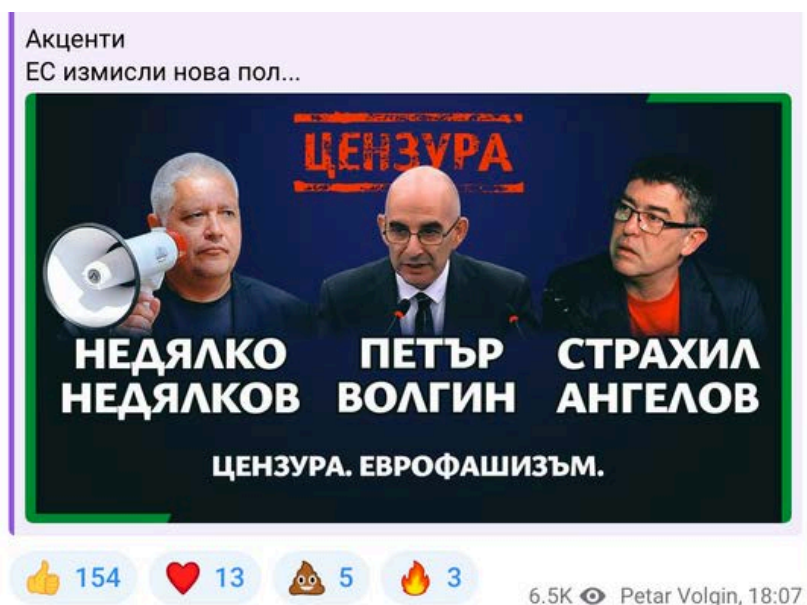 Акценти
ЕС измисли нова пол...
ЦЕНЗУРА
НЕДЯЛКО
НЕДЯЛКОВ
ПЕТЪР
ВОЛГИН
СТРАХИЛ
АНГЕЛОВ
ЦЕНЗУРА. ЕВРОФАШИЗЪМ.
154
13
5
3
6.5K Petar Volgin, 18:07